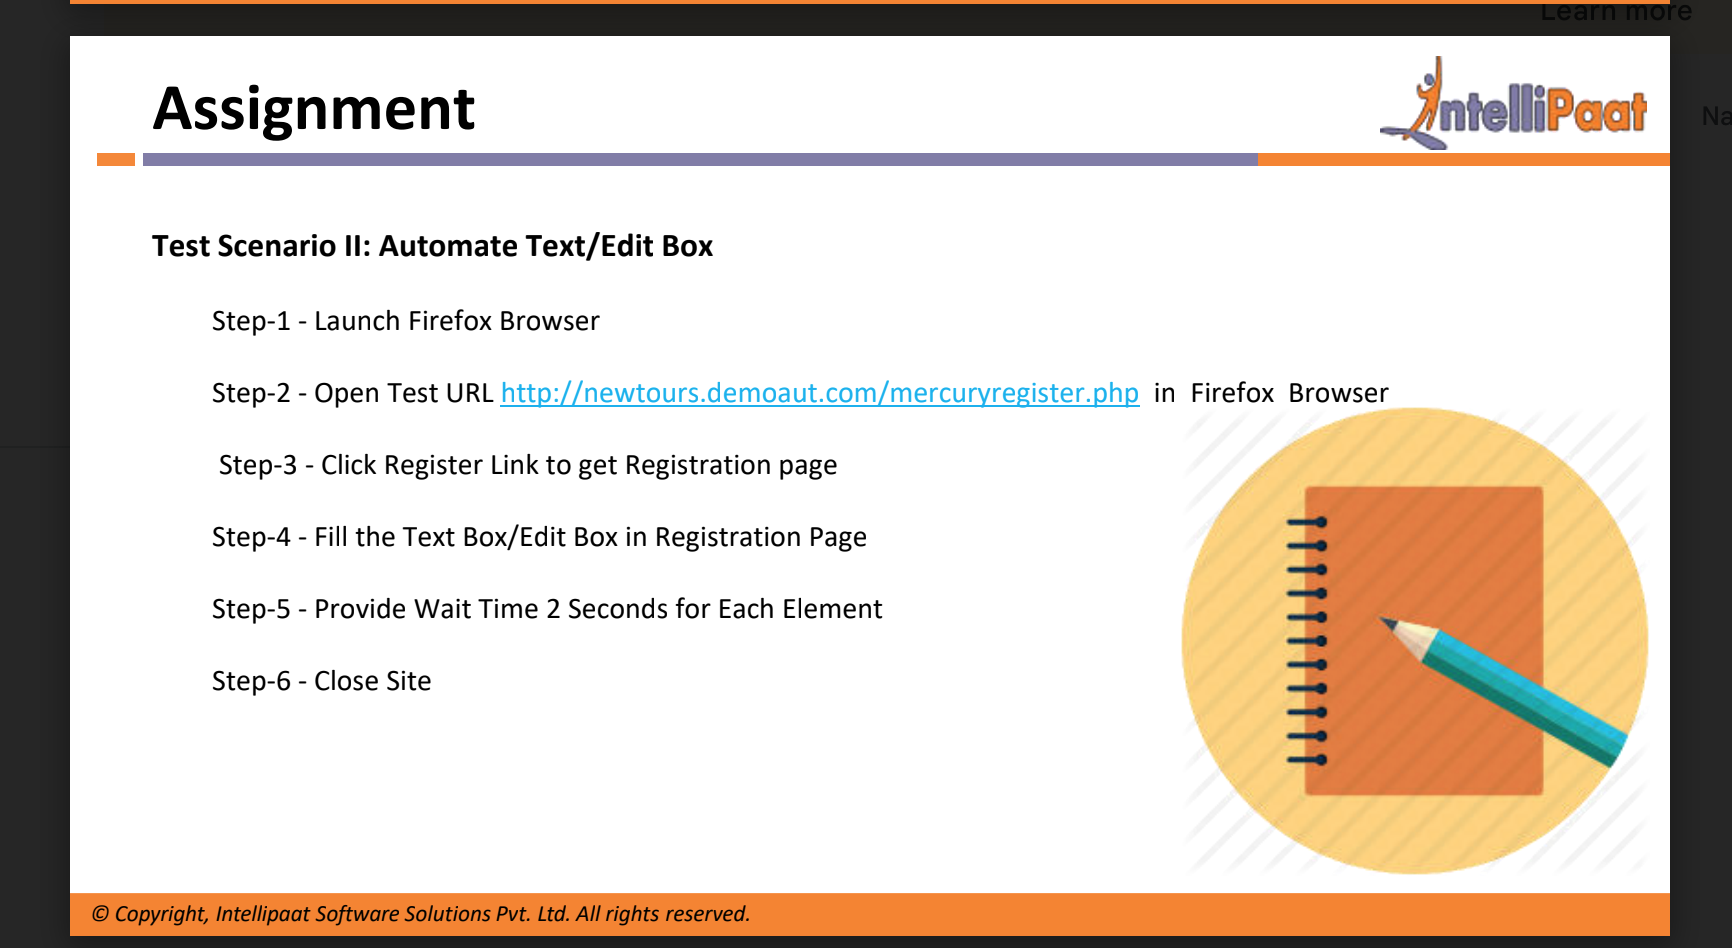 Learn more
Assignment
IntelliPaat
Na
Test Scenario II: Automate Text/Edit Box
Step-1 - Launch Firefox Browser
Step-2 - Open Test URL http://newtours.demoaut.com/mercuryregister.php in Firefox Browser
Step-3 - Click Register Link to get Registration page
Step-4 - Fill the Text Box/Edit Box in Registration Page
Step-5 - Provide Wait Time 2 Seconds for Each Element
Step-6 - Close Site
© Copyright, Intellipaat Software Solutions Pvt. Ltd. All rights reserved.